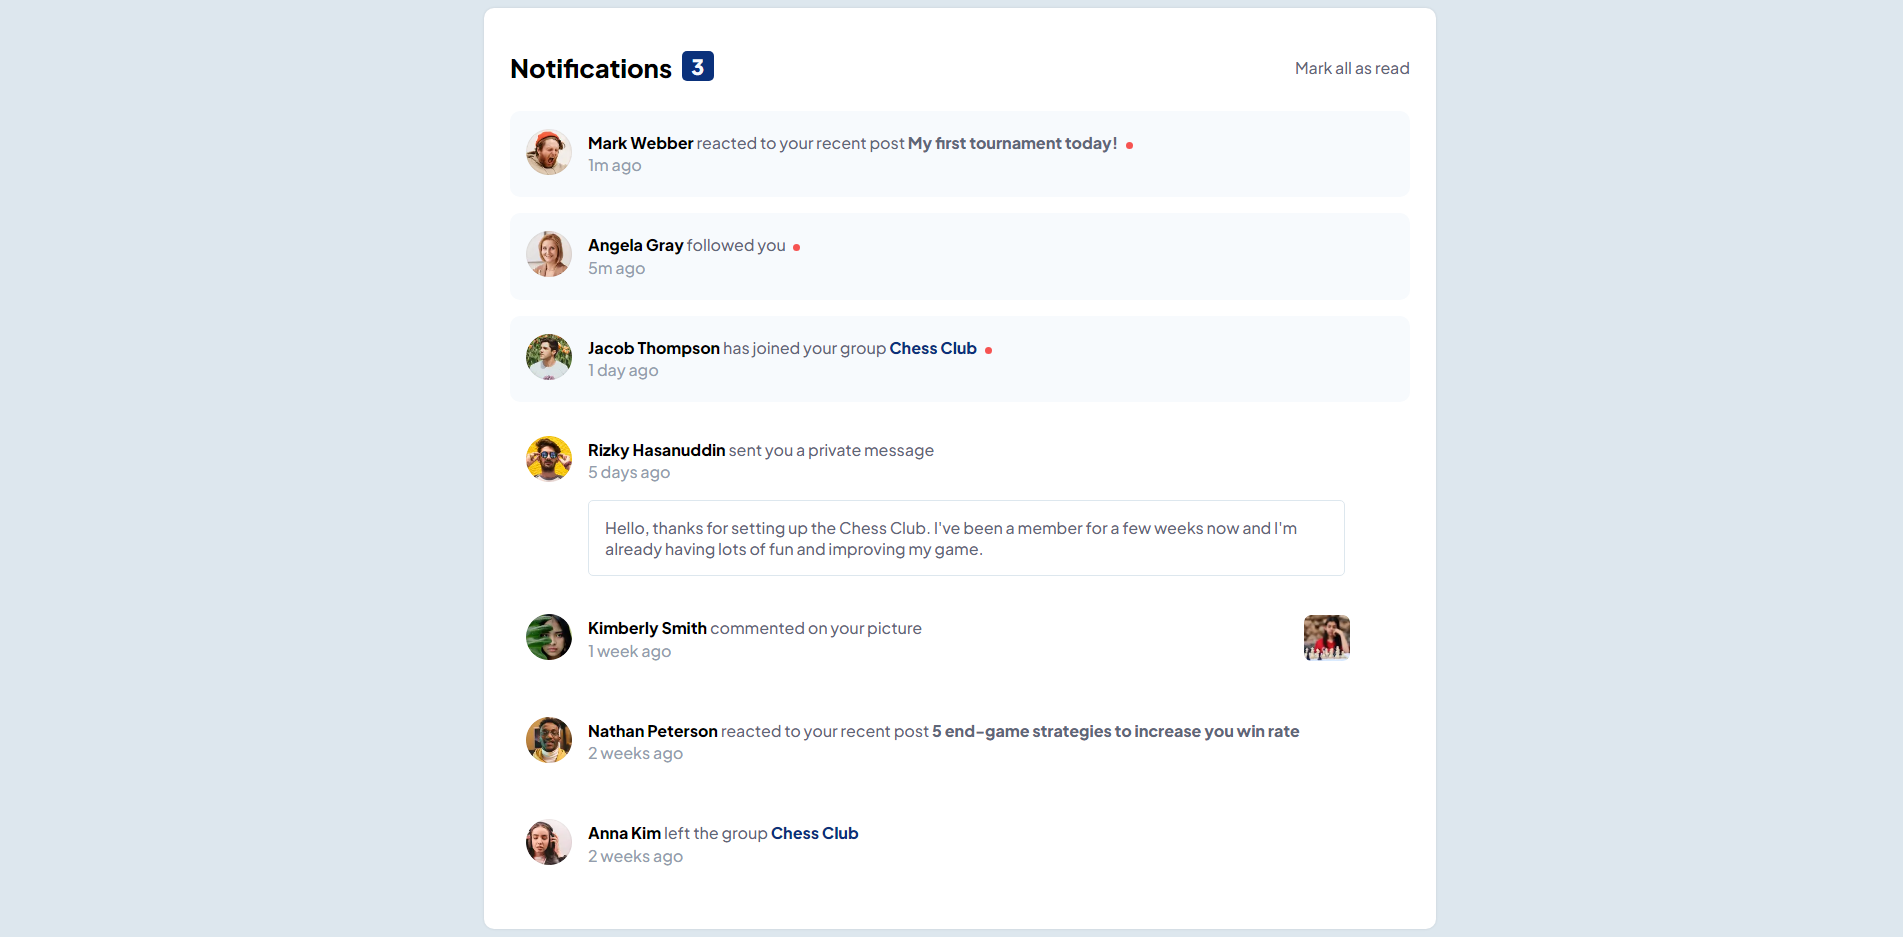 Notifications 3
Mark all as read
Mark Webber reacted to your recent post My first tournament today!
1m ago
Angela Gray followed you
5m ago
Jacob Thompson has joined your group Chess Club
1 day ago
Rizky Hasanuddin sent you a private message
5 days ago
Hello, thanks for setting up the Chess Club. I've been a member for a few weeks now and I'm
already having lots of fun and improving my game.
Kimberly Smith commented on your picture
1 week ago
Nathan Peterson reacted to your recent post 5 end-game strategies to increase you win rate
2 weeks ago
Anna Kim left the group Chess Club
2 weeks ago